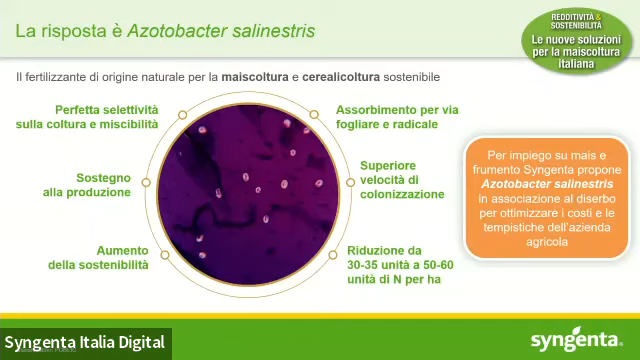 La risposta è Azotobacter salinestris
REDDITIVITÀ &
SOSTENIBILITÀ
Le nuove soluzioni
per la maiscoltura
italiana
Il fertilizzante di origine naturale per la maiscoltura e cerealicoltura sostenibile
Perfetta selettività
sulla coltura e miscibilità
Sostegno
alla produzione
Aumento
della sostenibilità
Assorbimento per via
fogliare e radicale
Superiore
velocità di
colonizzazione
Riduzione da
30-35 unità a 50-60
unità di N per ha
Per impiego su mais e
frumento Syngenta propone
Azotobacter salinestris
in associazione al diserbo
per ottimizzare i costi e le
tempistiche dell'azienda
agricola
Syngenta Italia Digital
syngenta